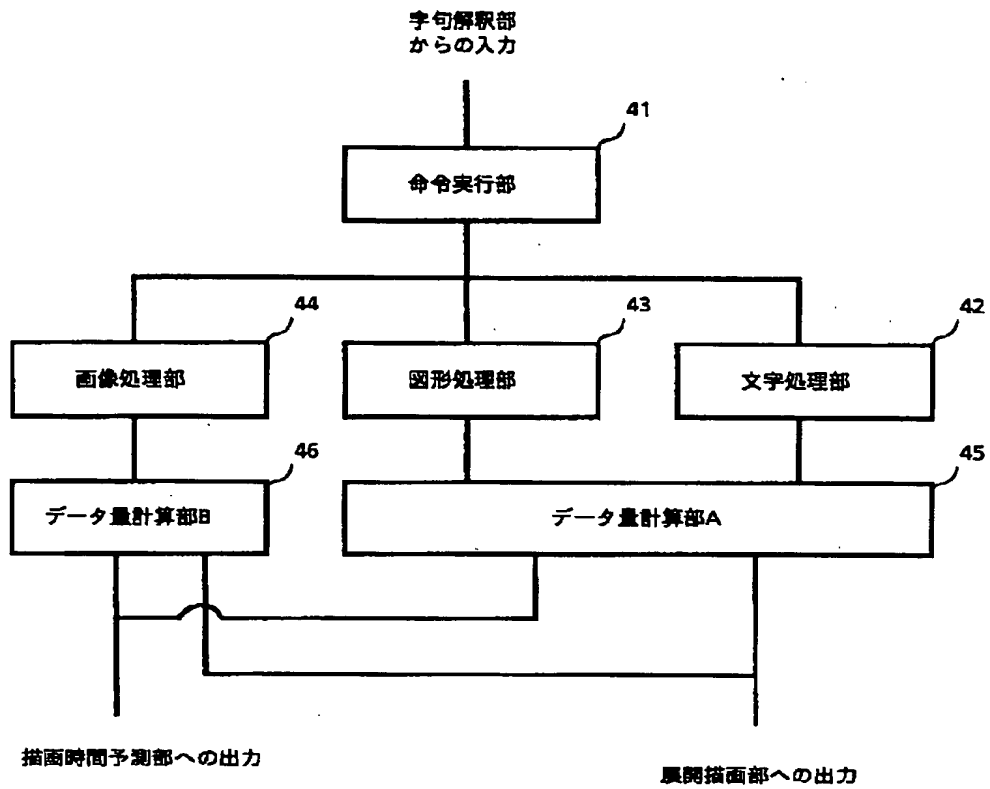 字句解釈部
からの入力
41
命令実行部
44
43
42
画像処理部
図形処理部
文字処理部
46
45
データ量計算部B
データ量計算部A
描画時間予測部への出力
展開描画部への出力